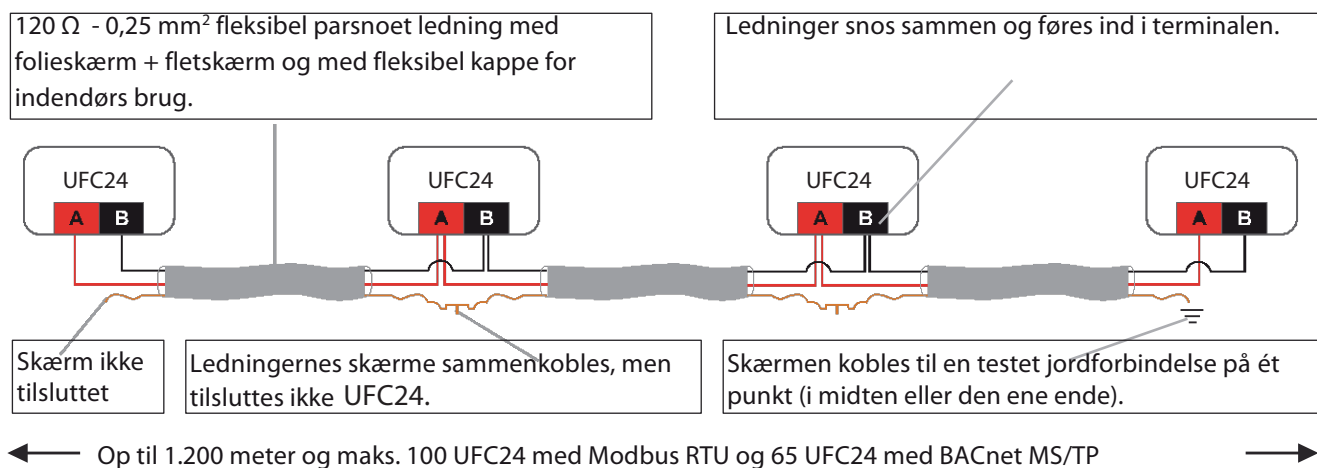 120 Ω - 0,25 mm² fleksibel parsnoet ledning med
folieskærm + fletskærm og med fleksibel kappe for
indendørs brug.
Ledninger snos sammen og føres ind i terminalen.
UFC24
A B
UFC24
A B
UFC24
A B
UFC24
A B
Skærm ikke
tilsluttet
Ledningernes skærme sammenkobles, men
tilsluttes ikke UFC24.
Skærmen kobles til en testet jordforbindelse på ét
punkt (i midten eller den ene ende).
Op til 1.200 meter og maks. 100 UFC24 med Modbus RTU og 65 UFC24 med BACnet MS/TP